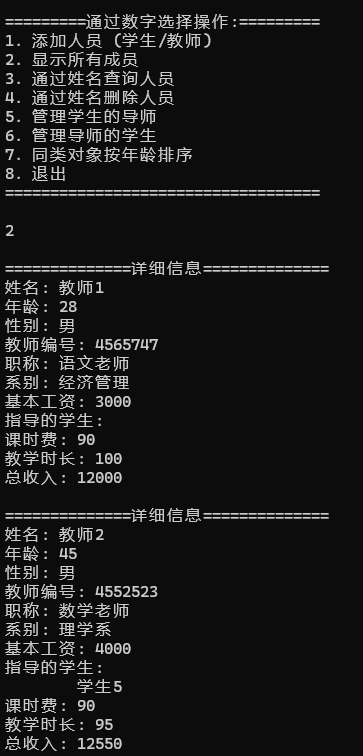 =========通过数字选择操作:=========
1. 添加人员 (学生/教师)
2. 显示所有成员
3. 通过姓名查询人员
4. 通过姓名删除人员
5. 管理学生的导师
6. 管理导师的学生
7. 同类对象按年龄排序
8. 退出
===================================
2
==============详细信息==============
姓名: 教师1
年龄: 28
性别: 男
教师编号: 4565747
职称: 语文老师
系别: 经济管理
基本工资: 3000
指导的学生:
课时费: 90
教学时长: 100
总收入: 12000
==============详细信息==============
姓名: 教师2
年龄: 45
性别: 男
教师编号: 4552523
职称: 数学老师
系别: 理学系
基本工资: 4000
指导的学生:
学生5
课时费: 90
教学时长: 95
总收入: 12550